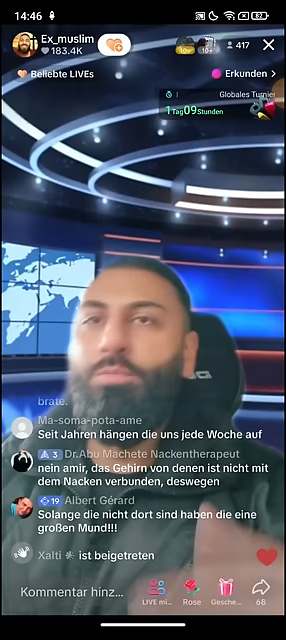 14:46
82
Ex_muslim
183.4K
10+
10+
417
Beliebte LIVEs
Erkunden >
Globales Turnier
1Tag09Stunden
brate.
Ma-soma-pota-ame
Seit Jahren hängen die uns jede Woche auf
3 Dr.Abu Machete Nackentherapeut
nein amir, das Gehirn von denen ist nicht mit
dem Nacken verbunden, deswegen
19 Albert Gérard
Solange die nicht dort sind haben die eine
großen Mund!!!
Xalti ist beigetreten
Kommentar hinz...
LIVE mi...
Rose
Gesche...
68